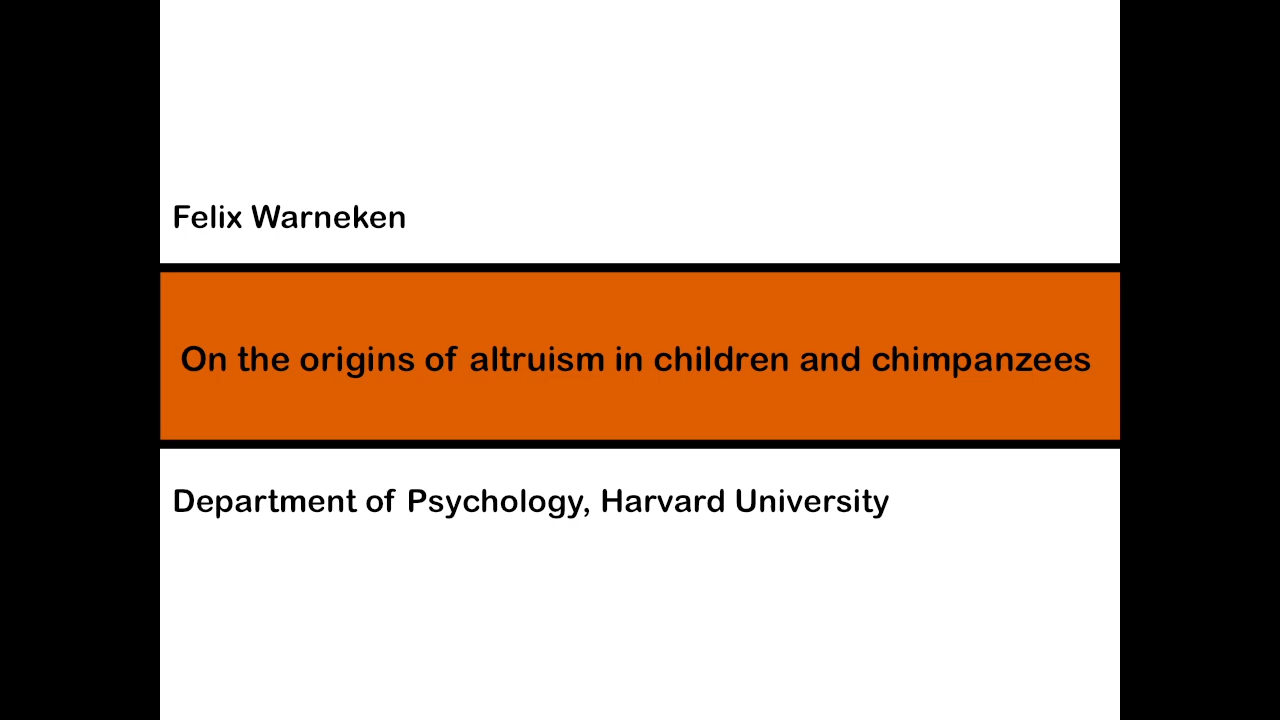 Felix Warneken
On the origins of altruism in children and chimpanzees
Department of Psychology, Harvard University